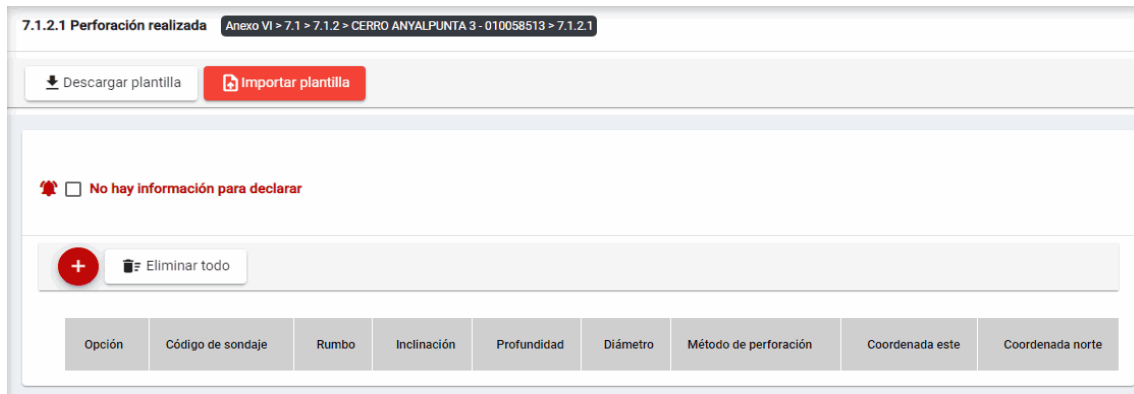 7.1.2.1 Perforación realizada Anexo VI > 7.1 > 7.1.2 > CERRO ANYALPUNTA 3 - 010058513 > 7.1.2.1
Descargar plantilla Importar plantilla
No hay información para declarar
+ Eliminar todo
Opción Código de sondaje Rumbo Inclinación Profundidad Diámetro Método de perforación Coordenada este Coordenada norte